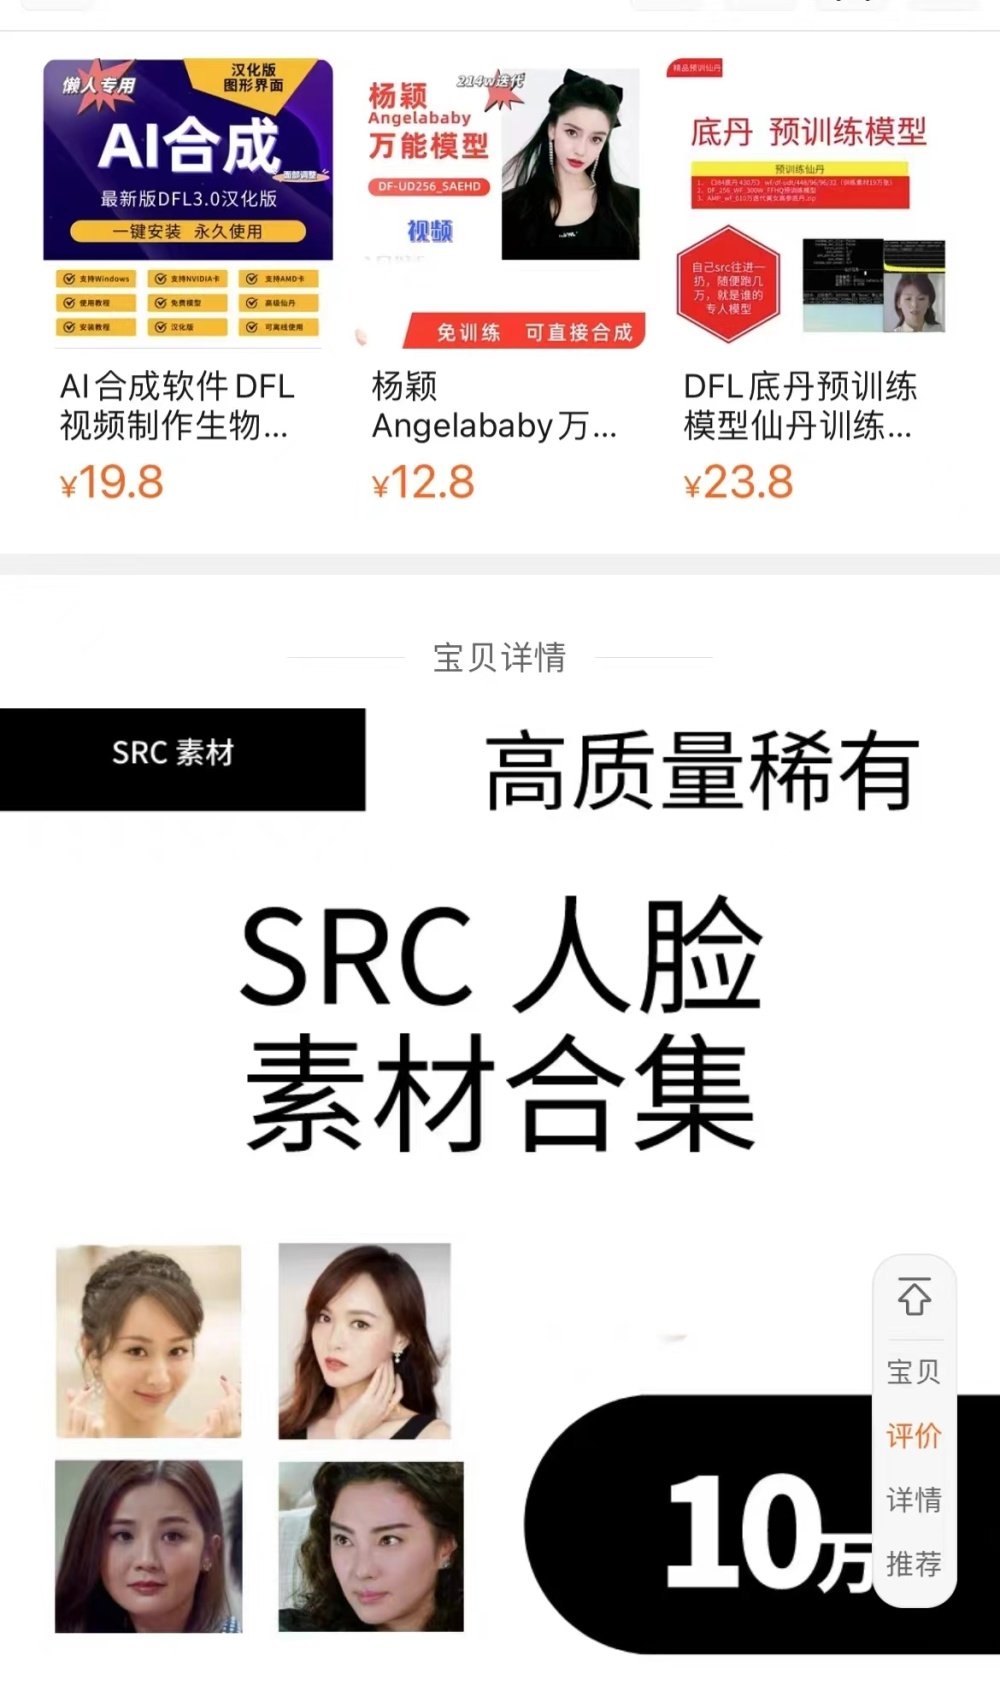 懒人专用
汉化版
图形界面
AI合成
面部调整
最新版DFL3.0汉化版
一键安装 永久使用
支持Windows
支持NVIDIA卡
支持AMD卡
使用教程
免费模型
高级仙丹
安装教程
汉化版
可离线使用
AI合成软件DFL
视频制作生物...
¥19.8
214w迭代
杨颖
Angelababy
万能模型
DF-UD256_SAEHD
视频
免训练 可直接合成
杨颖
Angelababy万...
¥12.8
精品预训仙丹
底丹 预训练模型
预训练仙丹
自己src往进一
扔，随便跑几
万，就是谁的
专人模型
DFL底丹预训练
模型仙丹训练...
¥23.8
宝贝详情
SRC 素材
高质量稀有
SRC 人脸
素材合集
10万
宝贝
评价
详情
推荐